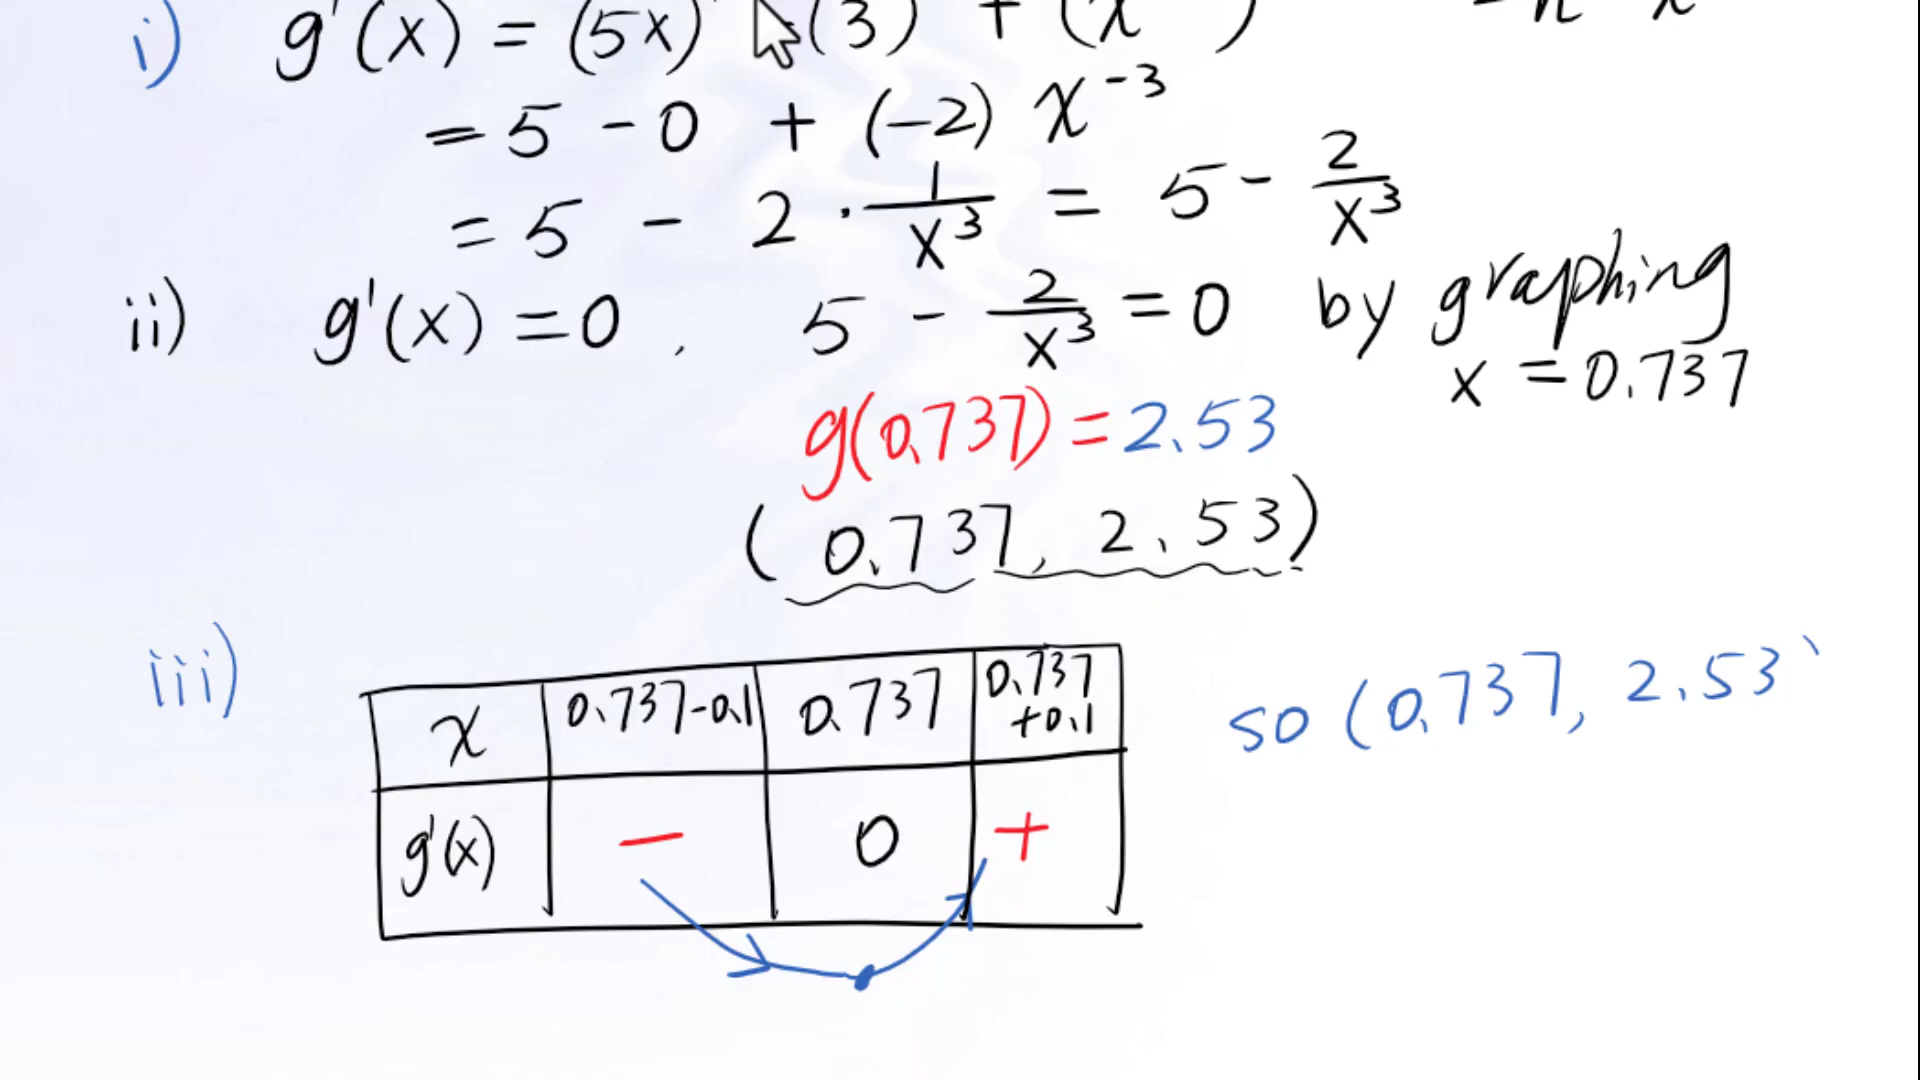 i) g'(x) = (5x)' - (3)' + (x
= 5 - 0 + (-2) x⁻³
= 5 - 2 · 1/x³ = 5 - 2/x³
ii) g'(x) = 0 , 5 - 2/x³ = 0 by graphing
x = 0.737
g(0.737) = 2.53
(0.737, 2.53)
iii)
x 0.737-0.1 0.737 0.737+0.1
g'(x) - 0 +
so (0.737, 2.53